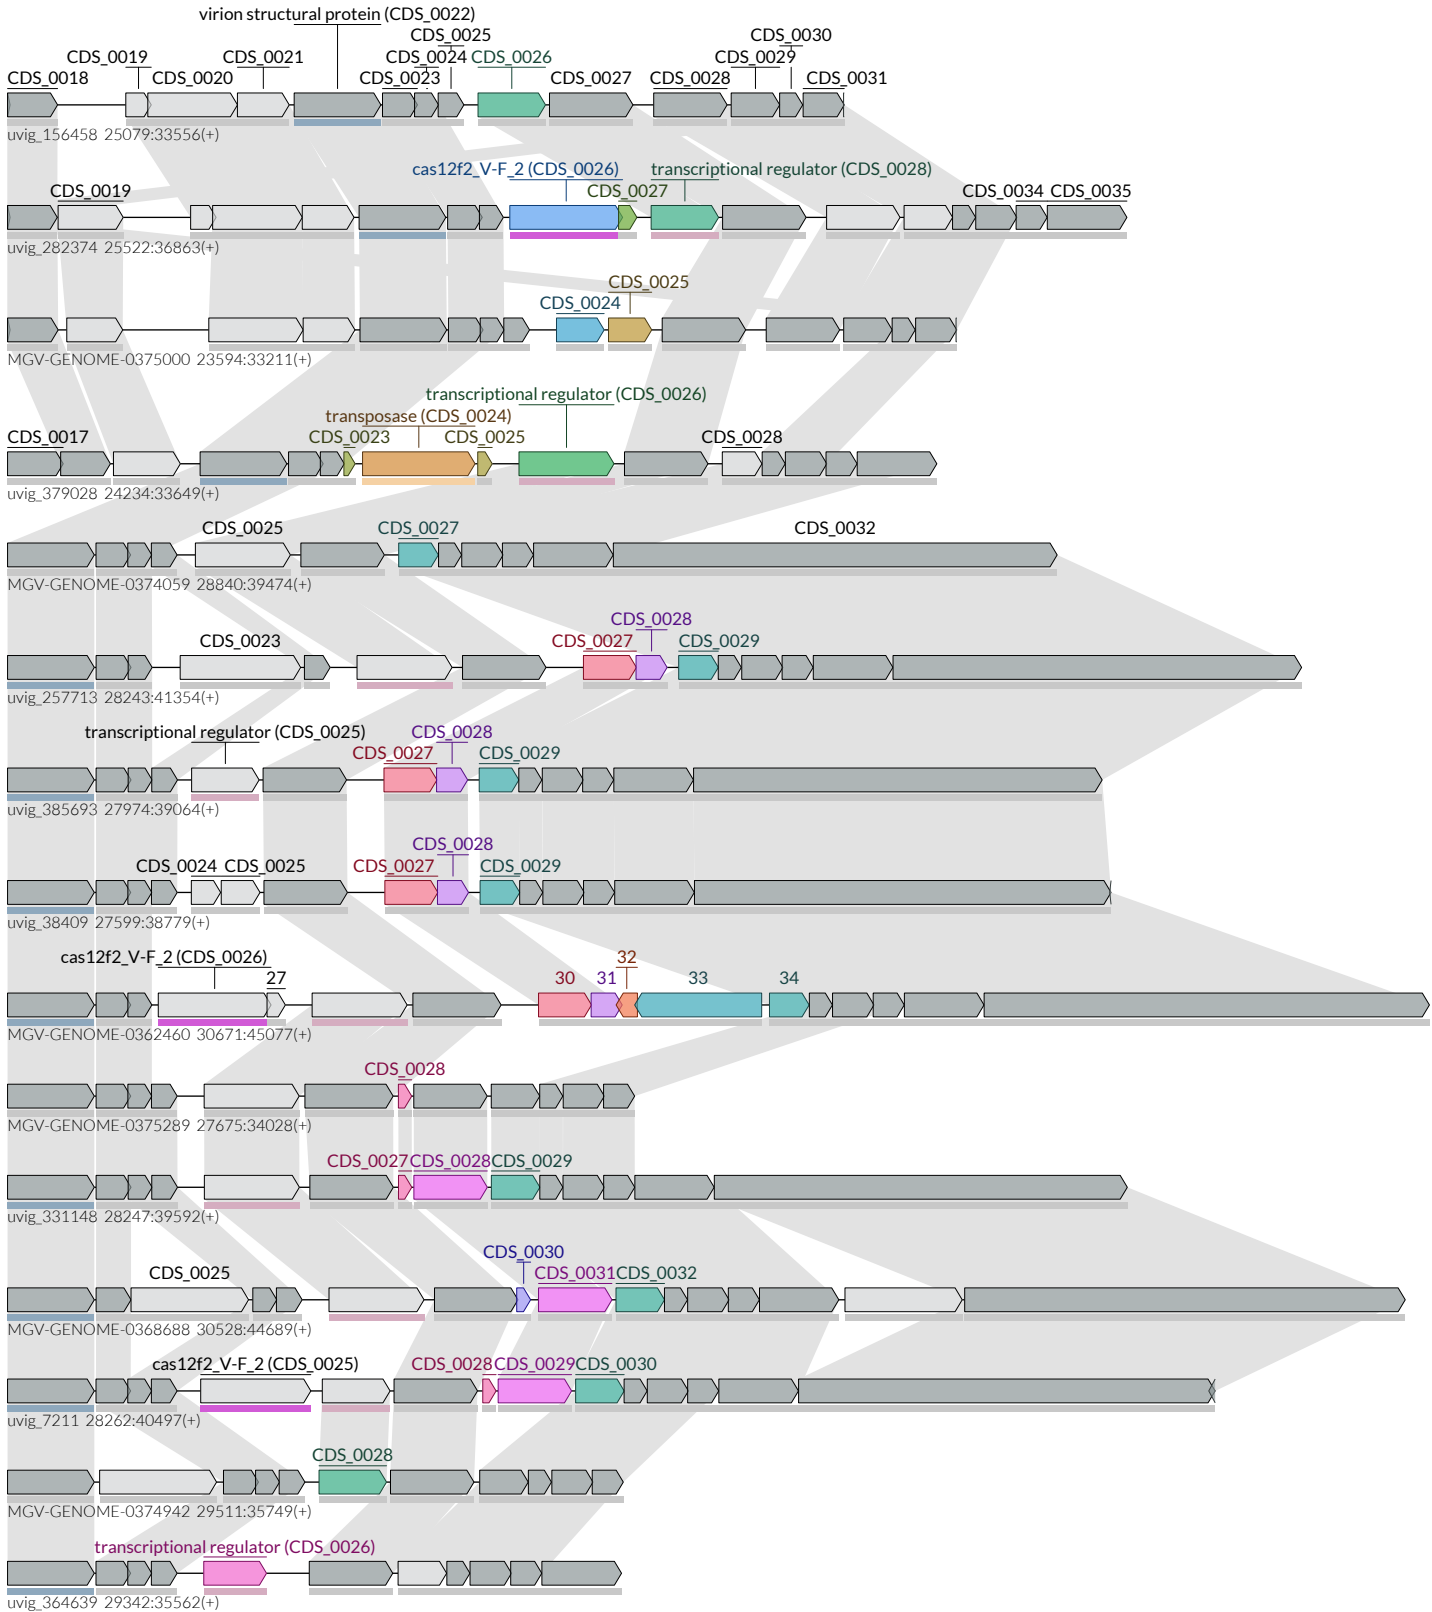 virion structural protein (CDS_0022)
CDS_0025
CDS_0030
CDS_0019
CDS_0021
CDS_0024
CDS_0026
CDS_0029
CDS_0018
CDS_0020
CDS_0023
CDS_0027
CDS_0028
CDS_0031
uvig_156458 25079:33556(+)
cas12f2_V-F_2 (CDS_0026)
transcriptional regulator (CDS_0028)
CDS_0019
CDS_0027
CDS_0034
CDS_0035
uvig_282374 25522:36863(+)
CDS_0025
CDS_0024
MGV-GENOME-0375000 23594:33211(+)
transcriptional regulator (CDS_0026)
transposase (CDS_0024)
CDS_0017
CDS_0023
CDS_0025
CDS_0028
uvig_379028 24234:33649(+)
CDS_0025
CDS_0027
CDS_0032
MGV-GENOME-0374059 28840:39474(+)
CDS_0028
CDS_0023
CDS_0027
CDS_0029
uvig_257713 28243:41354(+)
transcriptional regulator (CDS_0025)
CDS_0028
CDS_0027
CDS_0029
uvig_385693 27974:39064(+)
CDS_0028
CDS_0024
CDS_0025
CDS_0027
CDS_0029
uvig_38409 27599:38779(+)
cas12f2_V-F_2 (CDS_0026)
32
27
30
31
33
34
MGV-GENOME-0362460 30671:45077(+)
CDS_0028
MGV-GENOME-0375289 27675:34028(+)
CDS_0027
CDS_0028
CDS_0029
uvig_331148 28247:39592(+)
CDS_0030
CDS_0025
CDS_0031
CDS_0032
MGV-GENOME-0368688 30528:44689(+)
cas12f2_V-F_2 (CDS_0025)
CDS_0028
CDS_0029
CDS_0030
uvig_7211 28262:40497(+)
CDS_0028
MGV-GENOME-0374942 29511:35749(+)
transcriptional regulator (CDS_0026)
uvig_364639 29342:35562(+)